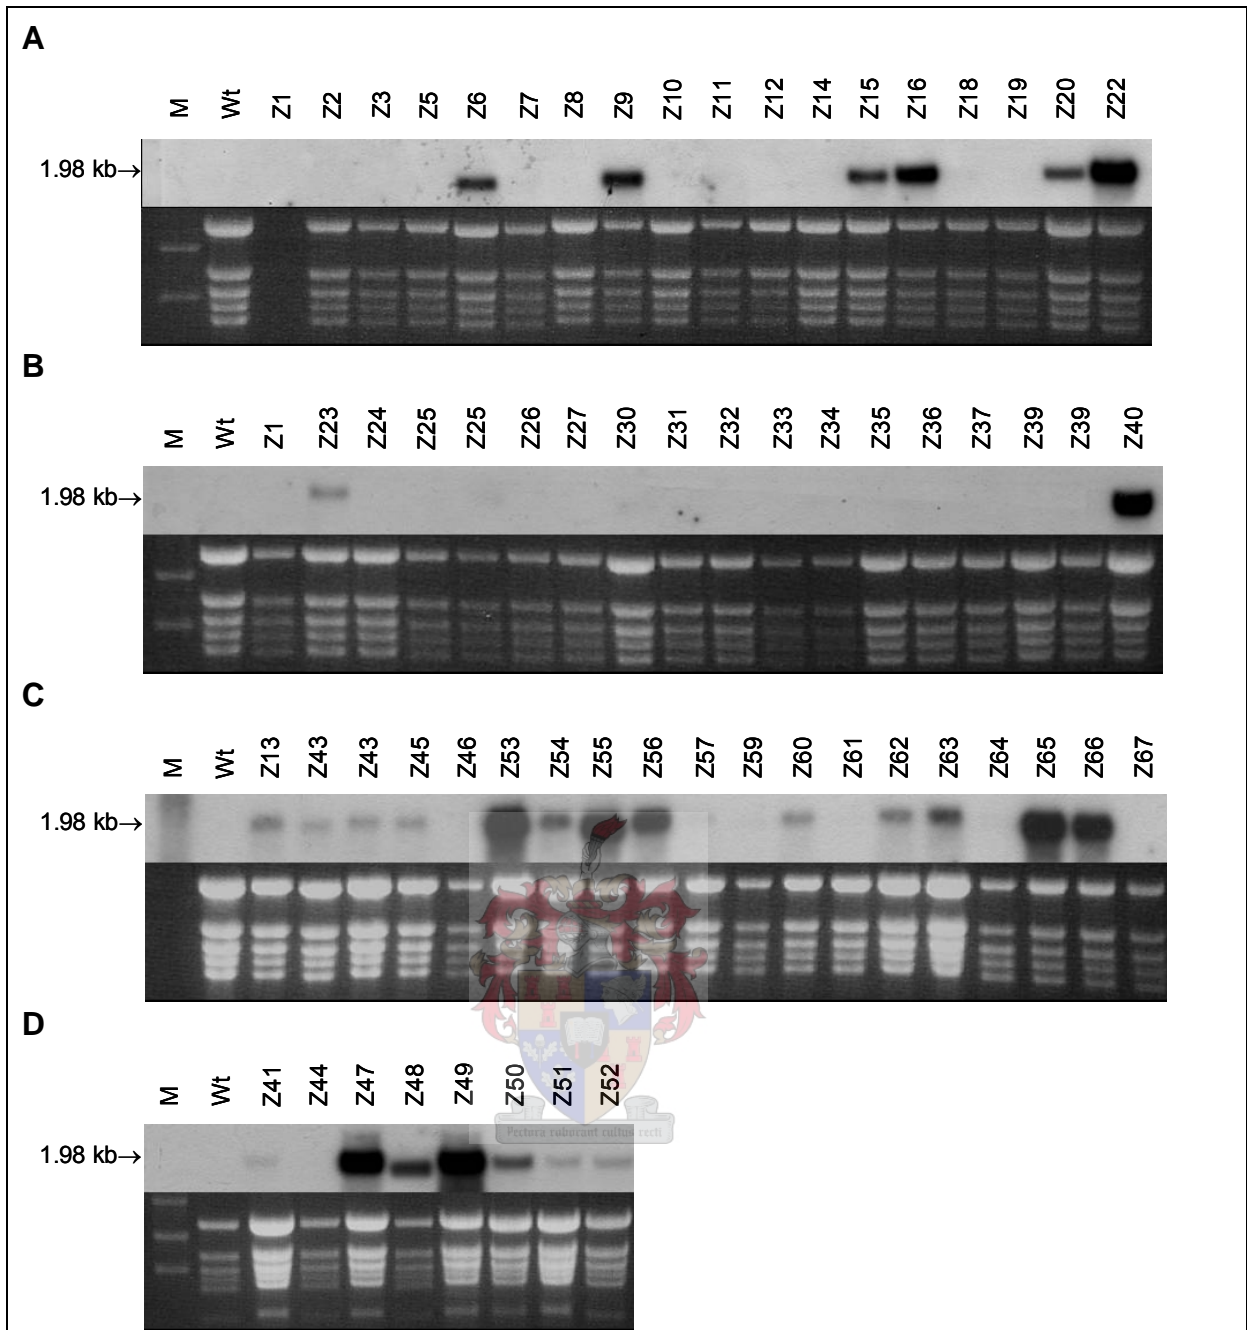 A
M Wt Z1 Z2 Z3 Z5 Z6 Z7 Z8 Z9 Z10 Z11 Z12 Z14 Z15 Z16 Z18 Z19 Z20 Z22
1.98 kb→
B
M Wt Z1 Z23 Z24 Z25 Z25 Z26 Z27 Z30 Z31 Z32 Z33 Z34 Z35 Z36 Z37 Z39 Z39 Z40
1.98 kb→
C
M Wt Z13 Z43 Z43 Z45 Z46 Z53 Z54 Z55 Z56 Z57 Z59 Z60 Z61 Z62 Z63 Z64 Z65 Z66 Z67
1.98 kb→
D
M Wt Z41 Z44 Z47 Z48 Z49 Z50 Z51 Z52
1.98 kb→
Pectora roborant cultus recti